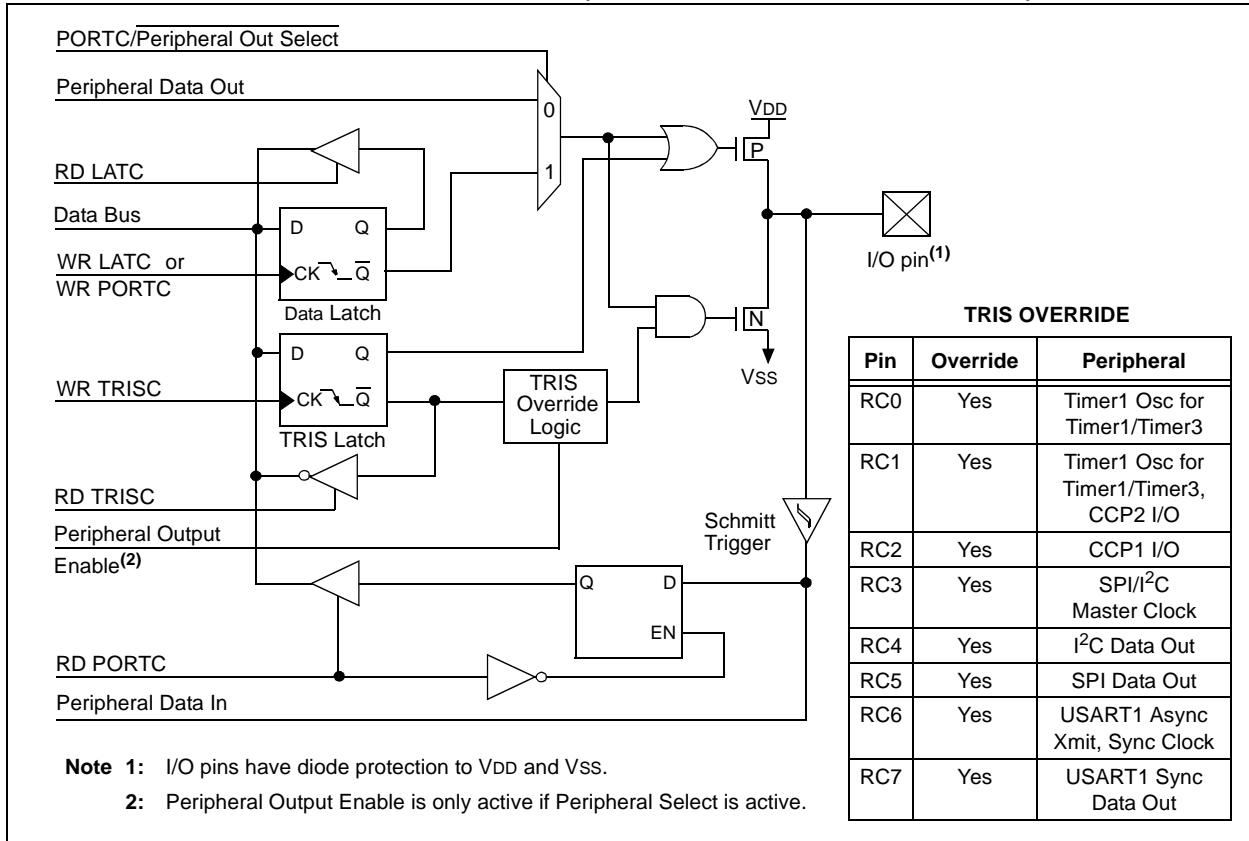 PORTC/Peripheral Out Select
Peripheral Data Out
0
1
VDD
P
RD LATC
Data Bus
D Q
WR LATC or
WR PORTC
CK Q
Data Latch
I/O pin(1)
N
VSS
D Q
WR TRISC
CK Q
TRIS Latch
TRIS
Override
Logic
RD TRISC
Peripheral Output
Enable(2)
Schmitt
Trigger
Q D
EN
RD PORTC
Peripheral Data In
TRIS OVERRIDE
Pin Override Peripheral
RC0 Yes Timer1 Osc for
Timer1/Timer3
RC1 Yes Timer1 Osc for
Timer1/Timer3,
CCP2 I/O
RC2 Yes CCP1 I/O
RC3 Yes SPI/I2C
Master Clock
RC4 Yes I2C Data Out
RC5 Yes SPI Data Out
RC6 Yes USART1 Async
Xmit, Sync Clock
RC7 Yes USART1 Sync
Data Out
Note 1: I/O pins have diode protection to VDD and VSS.
2: Peripheral Output Enable is only active if Peripheral Select is active.